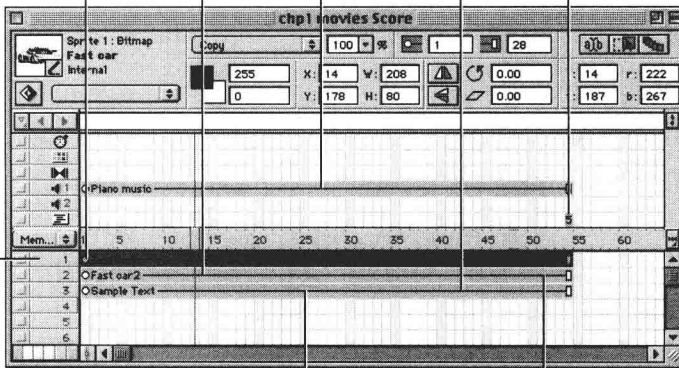 chp1 movies Score
Sprite 1 : Bitmap
Fast car
Internal
Copy 100 % 1 28
255 X: 14 W: 208 0.00 14 r: 222
0 Y: 178 H: 80 0.00 187 b: 267
1 Piano music
2
Mem... 5 10 15 20 25 30 35 40 45 50 55 60
1
2 Fast car2
3 Sample Text
4
5
6